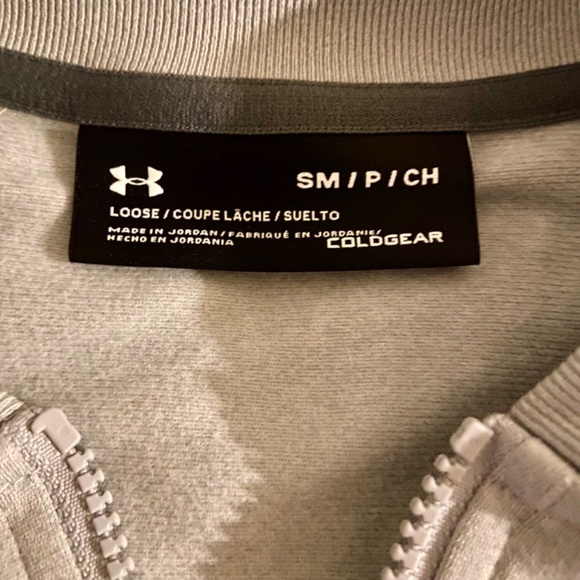 SM / P / CH
LOOSE / COUPE LÂCHE / SUELTO
MADE IN JORDAN / FABRIQUÉ EN JORDANIE/
HECHO EN JORDANIA
COLDGEAR